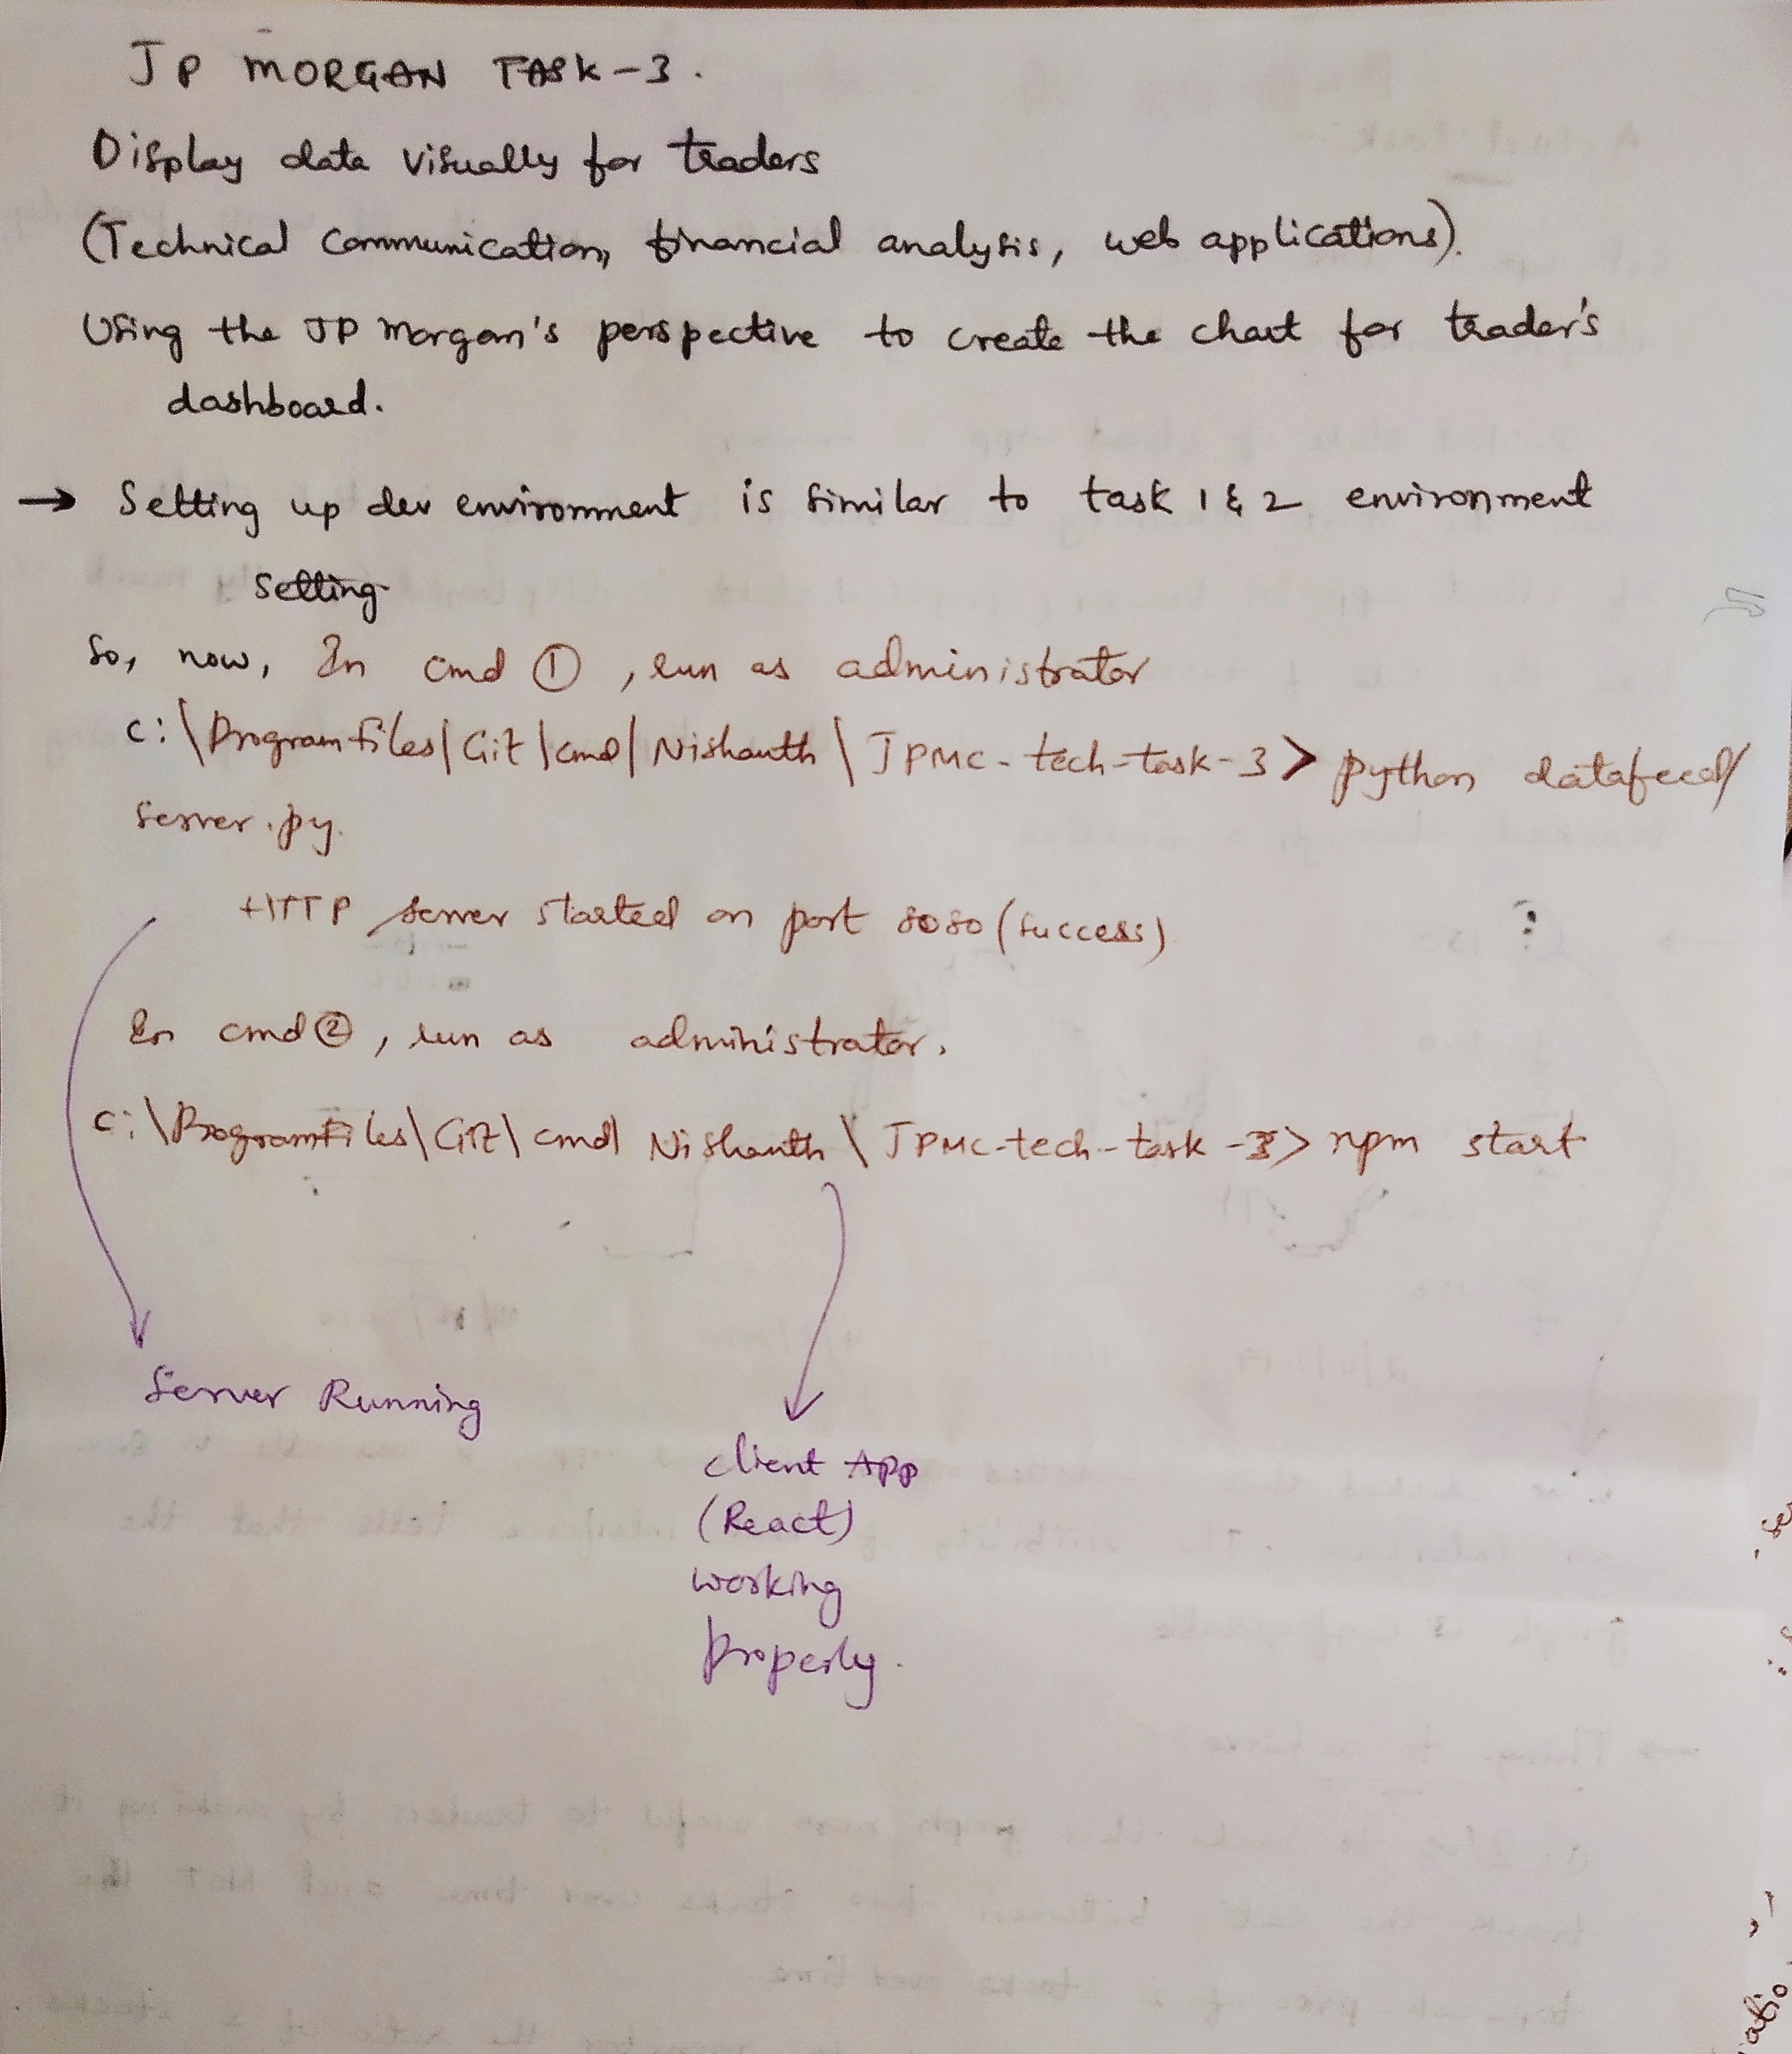 JP MORGAN TASK-3.
Display data visually for traders
(Technical Communication, financial analysis, web applications).
Using the JP Morgan's perspective to create the chart for trader's
dashboard.
→ Setting up dev environment is similar to task 1 & 2 environment
Setting
So, now, In cmd ①, run as administrator
C:\Program files\Git\cmd\Nishanth\JPMC-tech-task-3> python datafeed/
server.py.
HTTP server started on port 8080 (success)
In cmd ②, run as administrator.
C:\Program Files\Git\cmd\Nishanth\JPMC-tech-task-3> npm start
Server Running
client App
(React)
working
properly.